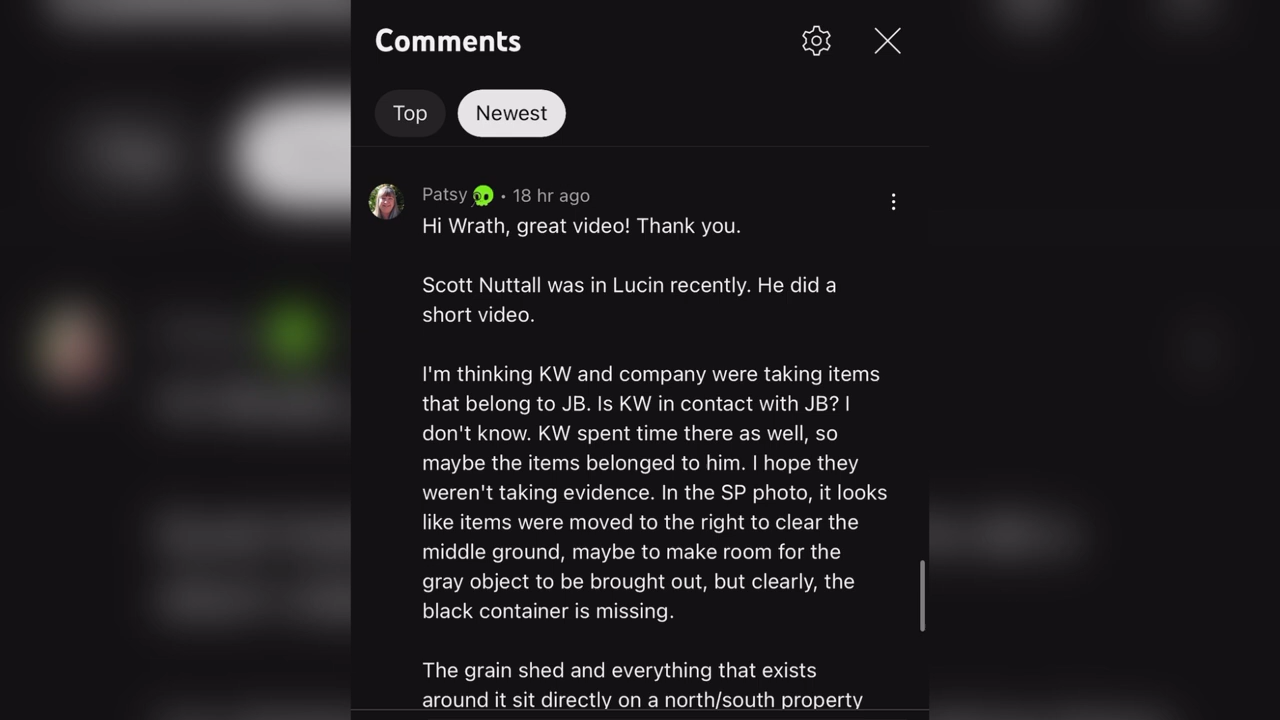 Comments
Top
Newest
Patsy • 18 hr ago
Hi Wrath, great video! Thank you.
Scott Nuttall was in Lucin recently. He did a
short video.
I'm thinking KW and company were taking items
that belong to JB. Is KW in contact with JB? I
don't know. KW spent time there as well, so
maybe the items belonged to him. I hope they
weren't taking evidence. In the SP photo, it looks
like items were moved to the right to clear the
middle ground, maybe to make room for the
gray object to be brought out, but clearly, the
black container is missing.
The grain shed and everything that exists
around it sit directly on a north/south property